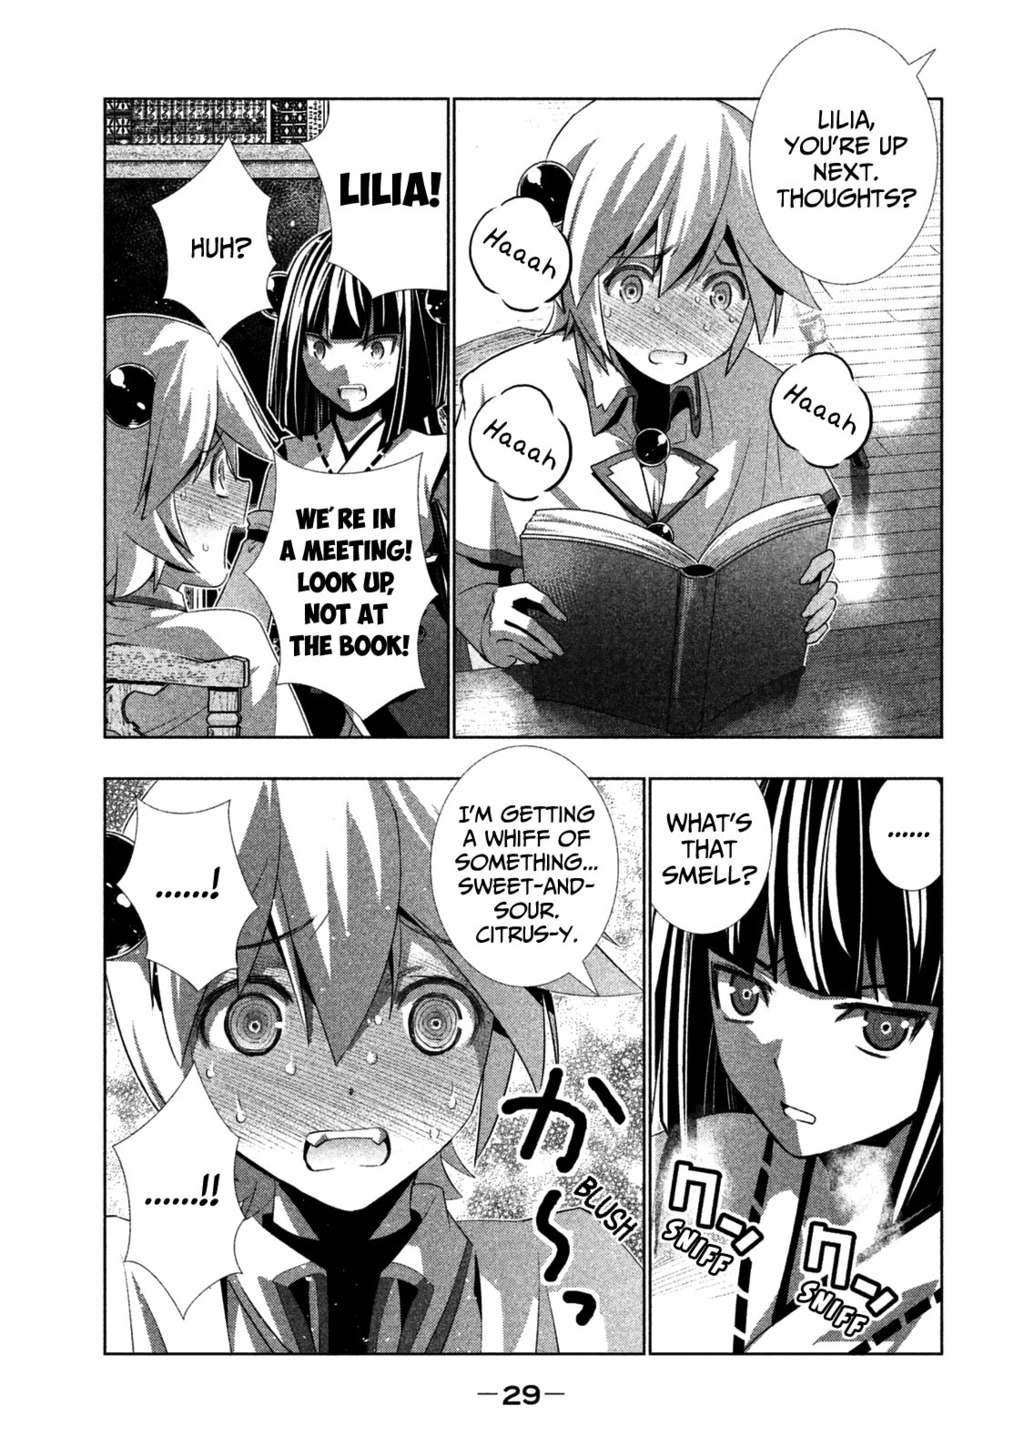 LILIA,
YOU'RE UP
NEXT.
THOUGHTS?
Haaah
Haaah
Haaah
LILIA!
HUH?
WE'RE IN
A MEETING!
LOOK UP,
NOT AT
THE BOOK!
......
WHAT'S
THAT
SMELL?
クン
SNIFF
クン
SNIFF
I'M GETTING
A WHIFF OF
SOMETHING...
SWEET-AND-
SOUR.
CITRUS-Y.
か〜っ
BLUSH
.......!
.......!!
—29—